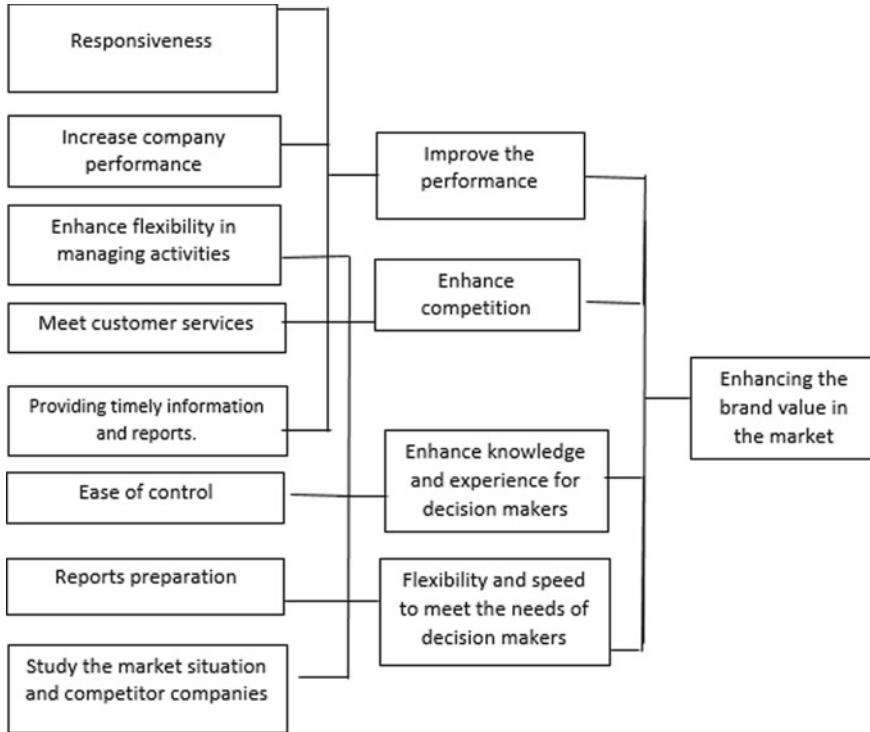 Responsiveness
Increase company
performance
Enhance flexibility in
managing activities
Meet customer services
Providing timely information
and reports.
Ease of control
Reports preparation
Study the market situation
and competitor companies
Improve the
performance
Enhance
competition
Enhance knowledge
and experience for
decision makers
Flexibility and speed
to meet the needs of
decision makers
Enhancing the
brand value in
the market